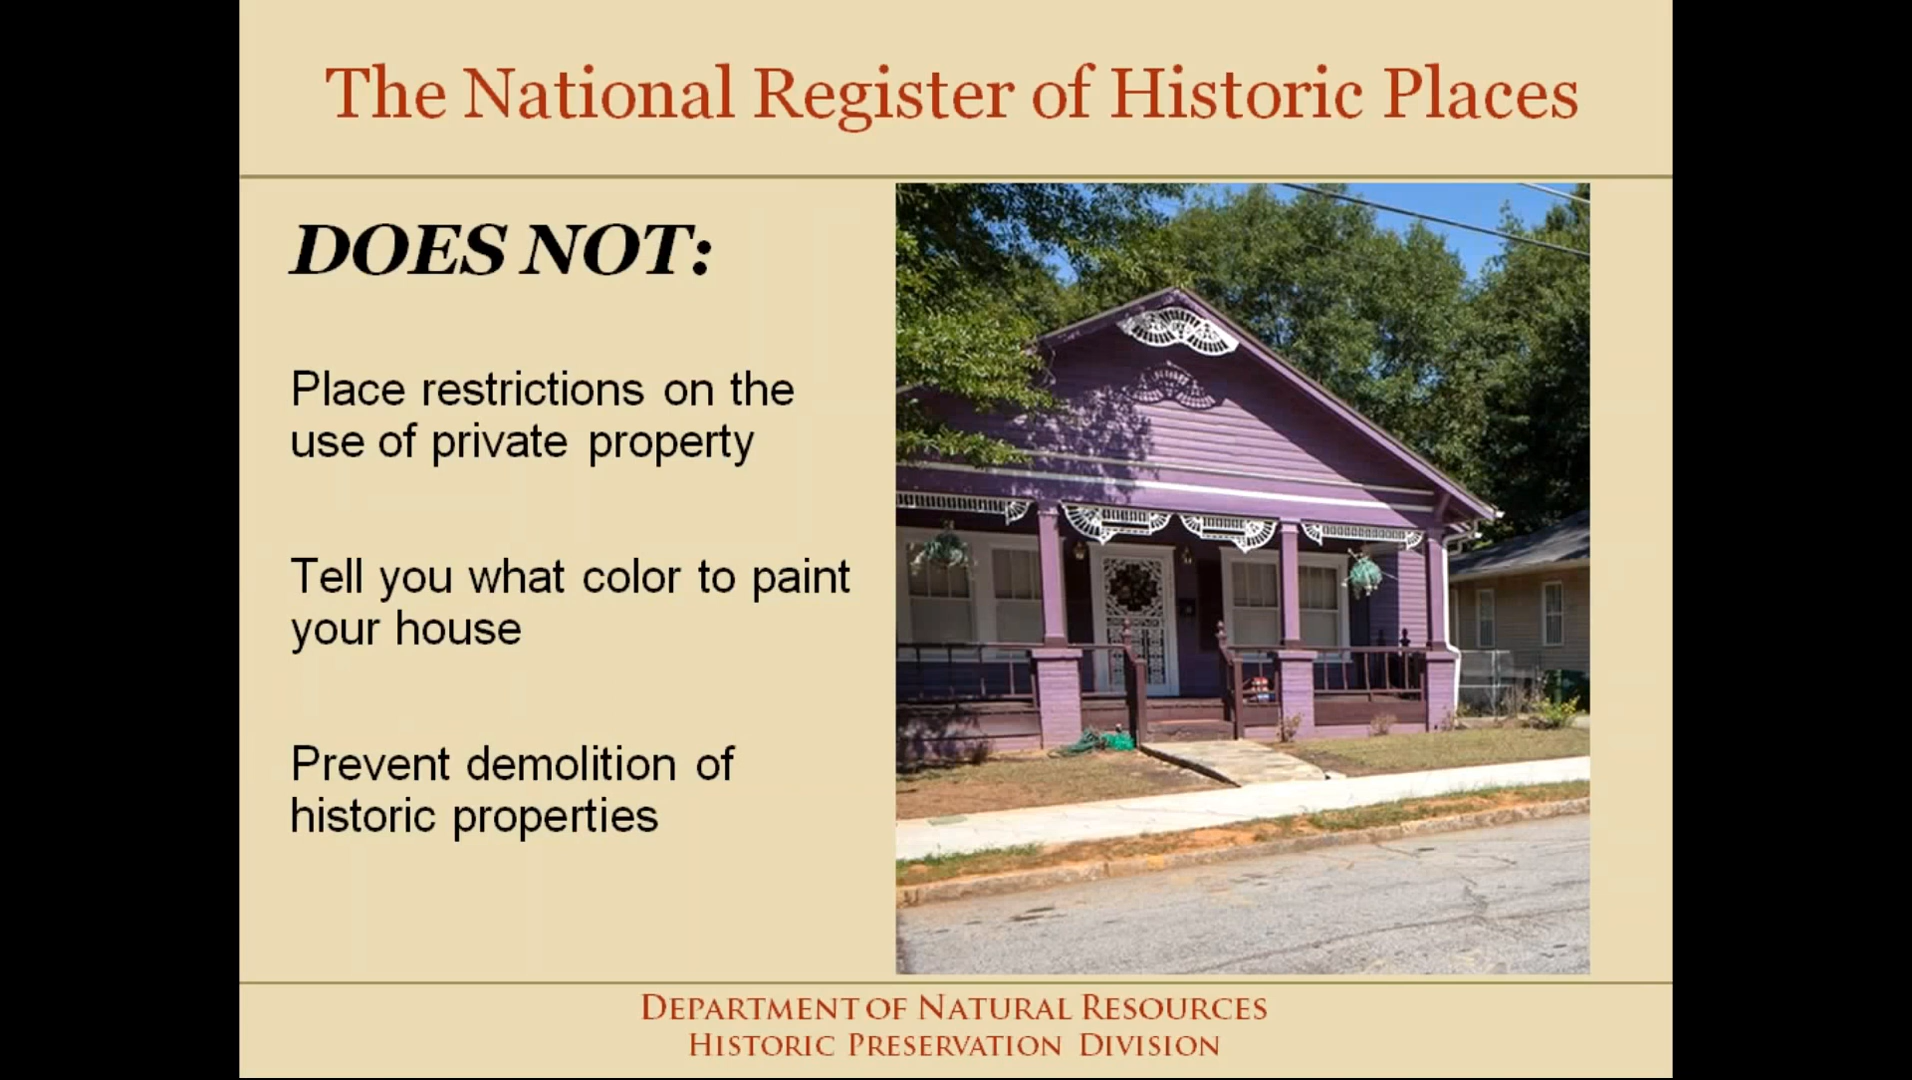 The National Register of Historic Places
DOES NOT:
Place restrictions on the
use of private property
Tell you what color to paint
your house
Prevent demolition of
historic properties
DEPARTMENT OF NATURAL RESOURCES
HISTORIC PRESERVATION DIVISION